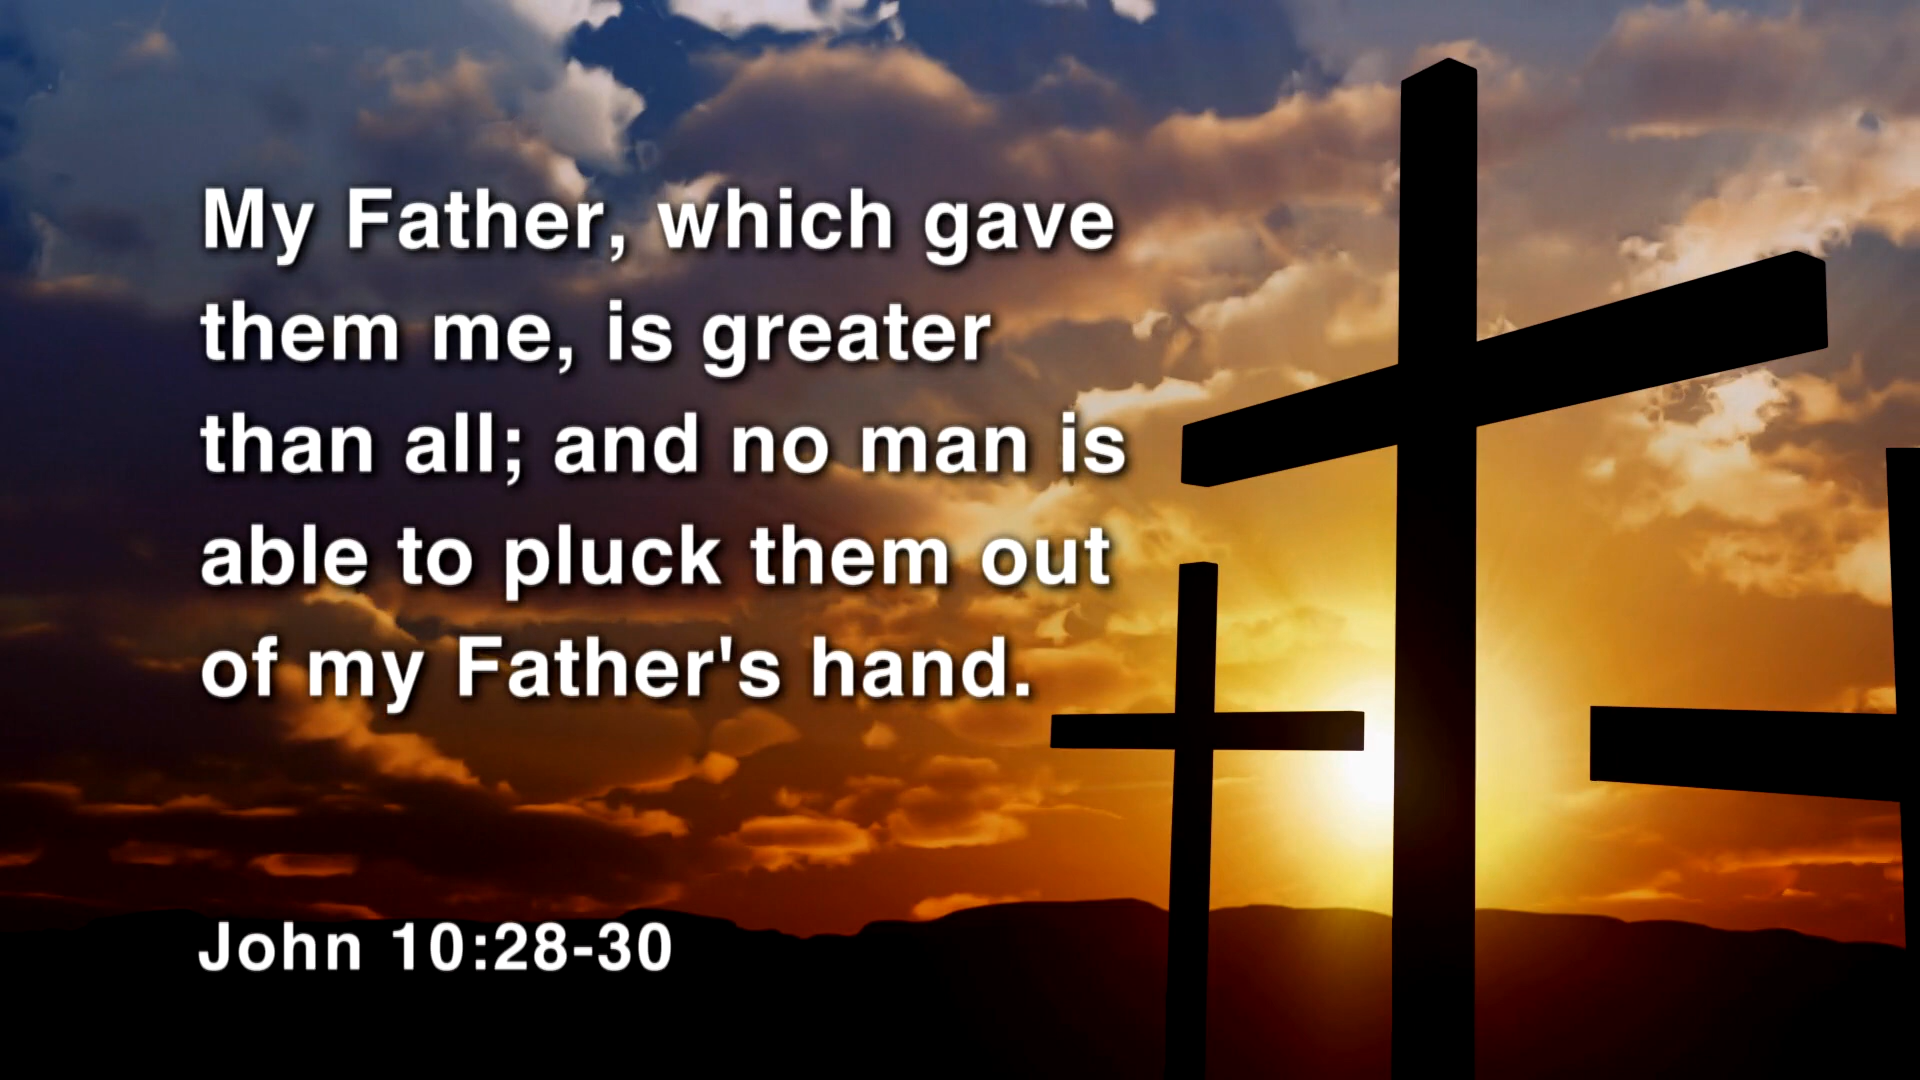 My Father, which gave
them me, is greater
than all; and no man is
able to pluck them out
of my Father's hand.
John 10:28-30